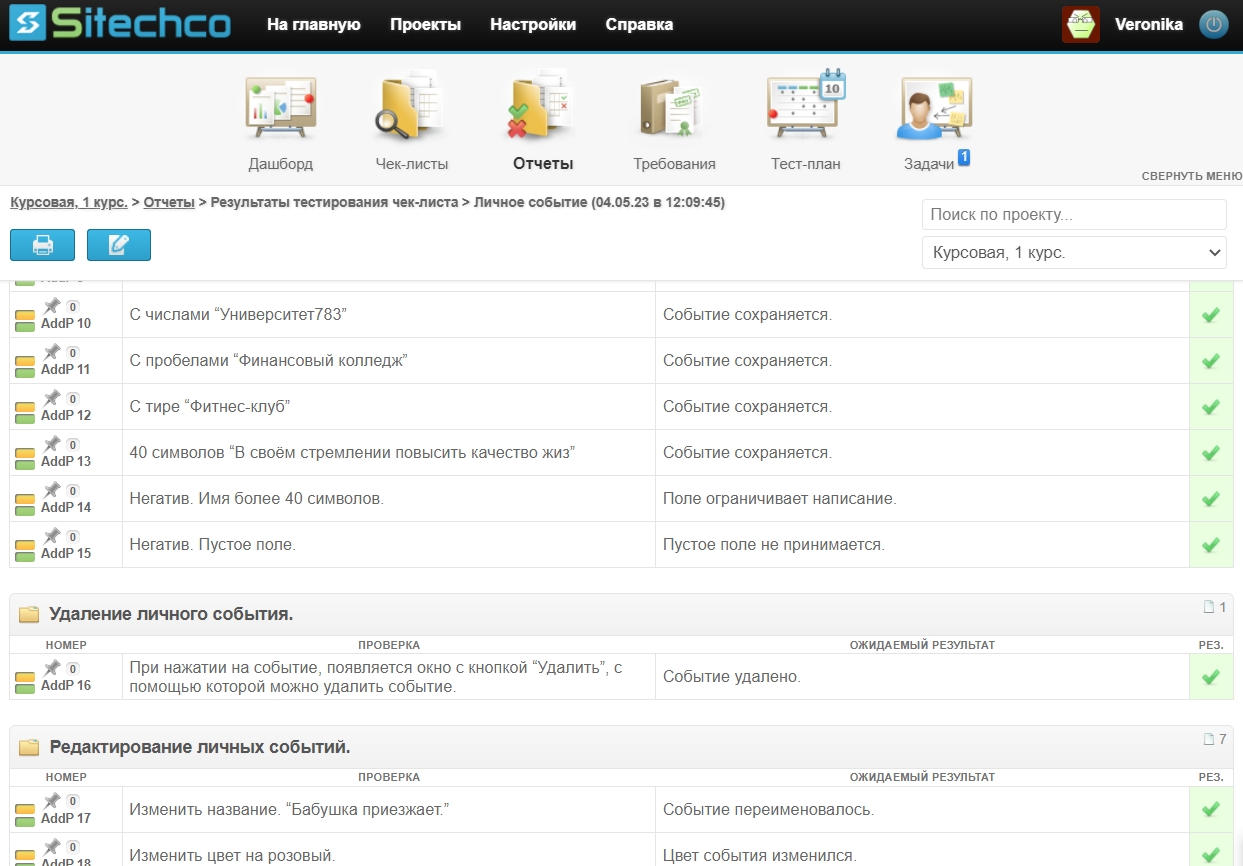 Sitechco
На главную Проекты Настройки Справка
Veronika
10
Дашборд Чек-листы Отчеты Требования Тест-план Задачи 1
СВЕРНУТЬ МЕНЮ
Курсовая, 1 курс. > Отчеты > Результаты тестирования чек-листа > Личное событие (04.05.23 в 12:09:45)
Поиск по проекту...
Курсовая, 1 курс.
0
AddP 10 С числами “Университет783” Событие сохраняется.
0
AddP 11 С пробелами “Финансовый колледж” Событие сохраняется.
0
AddP 12 С тире “Фитнес-клуб” Событие сохраняется.
0
AddP 13 40 символов “В своём стремлении повысить качество жиз” Событие сохраняется.
0
AddP 14 Негатив. Имя более 40 символов. Поле ограничивает написание.
0
AddP 15 Негатив. Пустое поле. Пустое поле не принимается.
Удаление личного события. 1
НОМЕР ПРОВЕРКА ОЖИДАЕМЫЙ РЕЗУЛЬТАТ РЕЗ.
0 При нажатии на событие, появляется окно с кнопкой “Удалить”, с
AddP 16 помощью которой можно удалить событие. Событие удалено.
Редактирование личных событий. 7
НОМЕР ПРОВЕРКА ОЖИДАЕМЫЙ РЕЗУЛЬТАТ РЕЗ.
0
AddP 17 Изменить название. “Бабушка приезжает.” Событие переименовалось.
0
AddP 18 Изменить цвет на розовый. Цвет события изменился.